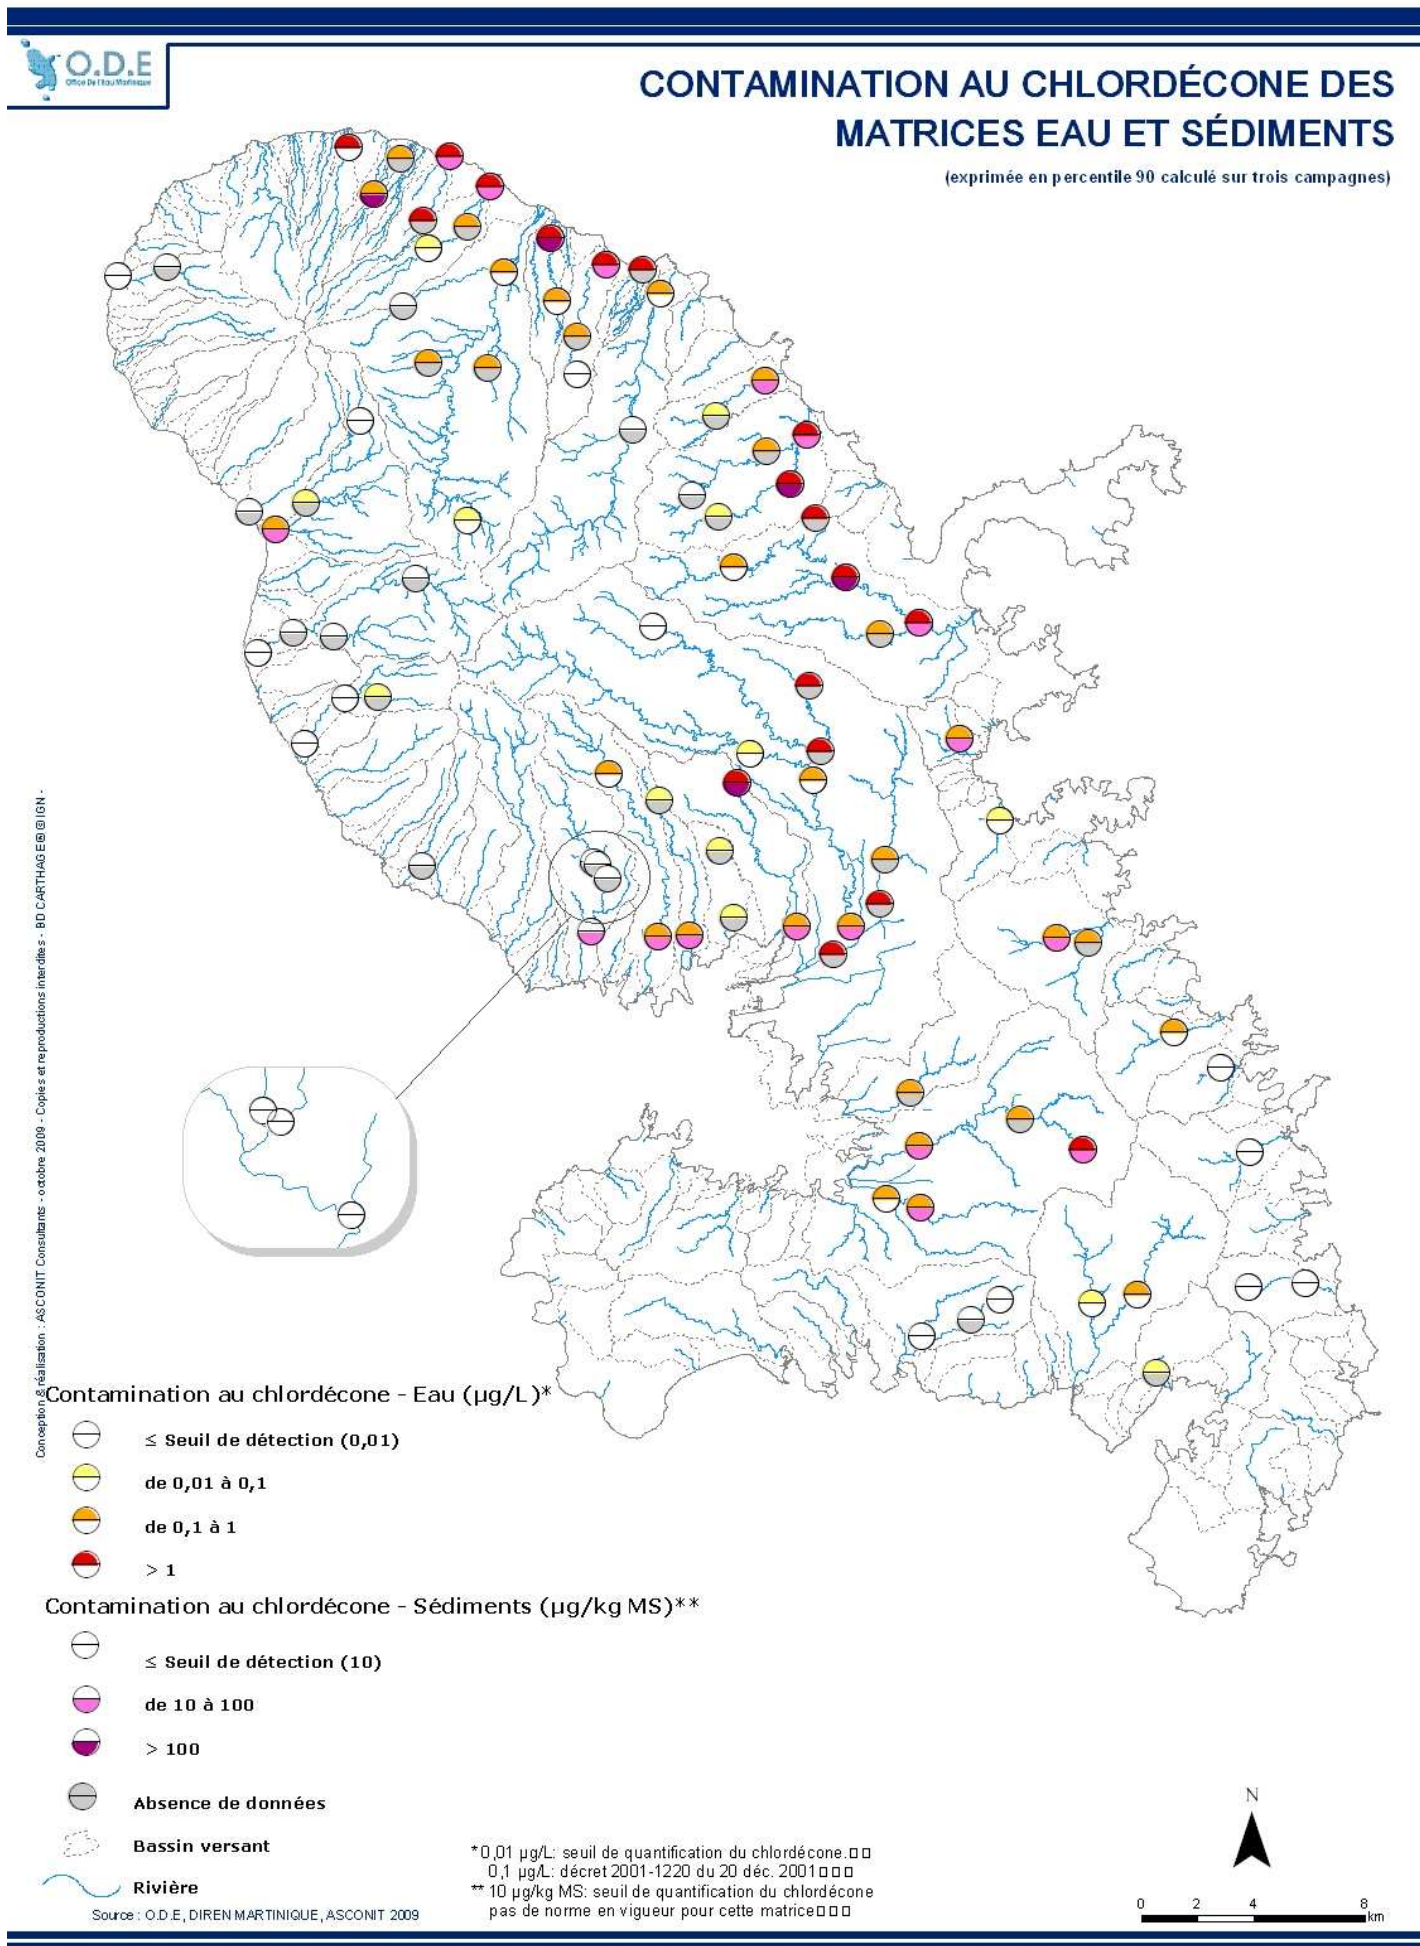 O.D.E
Office De l'Eau Martinique
CONTAMINATION AU CHLORDÉCONE DES
MATRICES EAU ET SÉDIMENTS
(exprimée en percentile 90 calculé sur trois campagnes)
Conception & réalisation : ASCONIT Consultants - octobre 2009 - Copies et reproductions interdites - BD CARTHAGE®@IGN -
Contamination au chlordécone - Eau (µg/L)*
≤ Seuil de détection (0,01)
de 0,01 à 0,1
de 0,1 à 1
> 1
Contamination au chlordécone - Sédiments (µg/kg MS)**
≤ Seuil de détection (10)
de 10 à 100
> 100
Absence de données
Bassin versant
Rivière
Source : O.D.E, DIREN MARTINIQUE, ASCONIT 2009
*0,01 µg/L: seuil de quantification du chlordécone.□□
0,1 µg/L: décret 2001-1220 du 20 déc. 2001□□□
** 10 µg/kg MS: seuil de quantification du chlordécone
pas de norme en vigueur pour cette matrice□□□
N
0 2 4 8
km